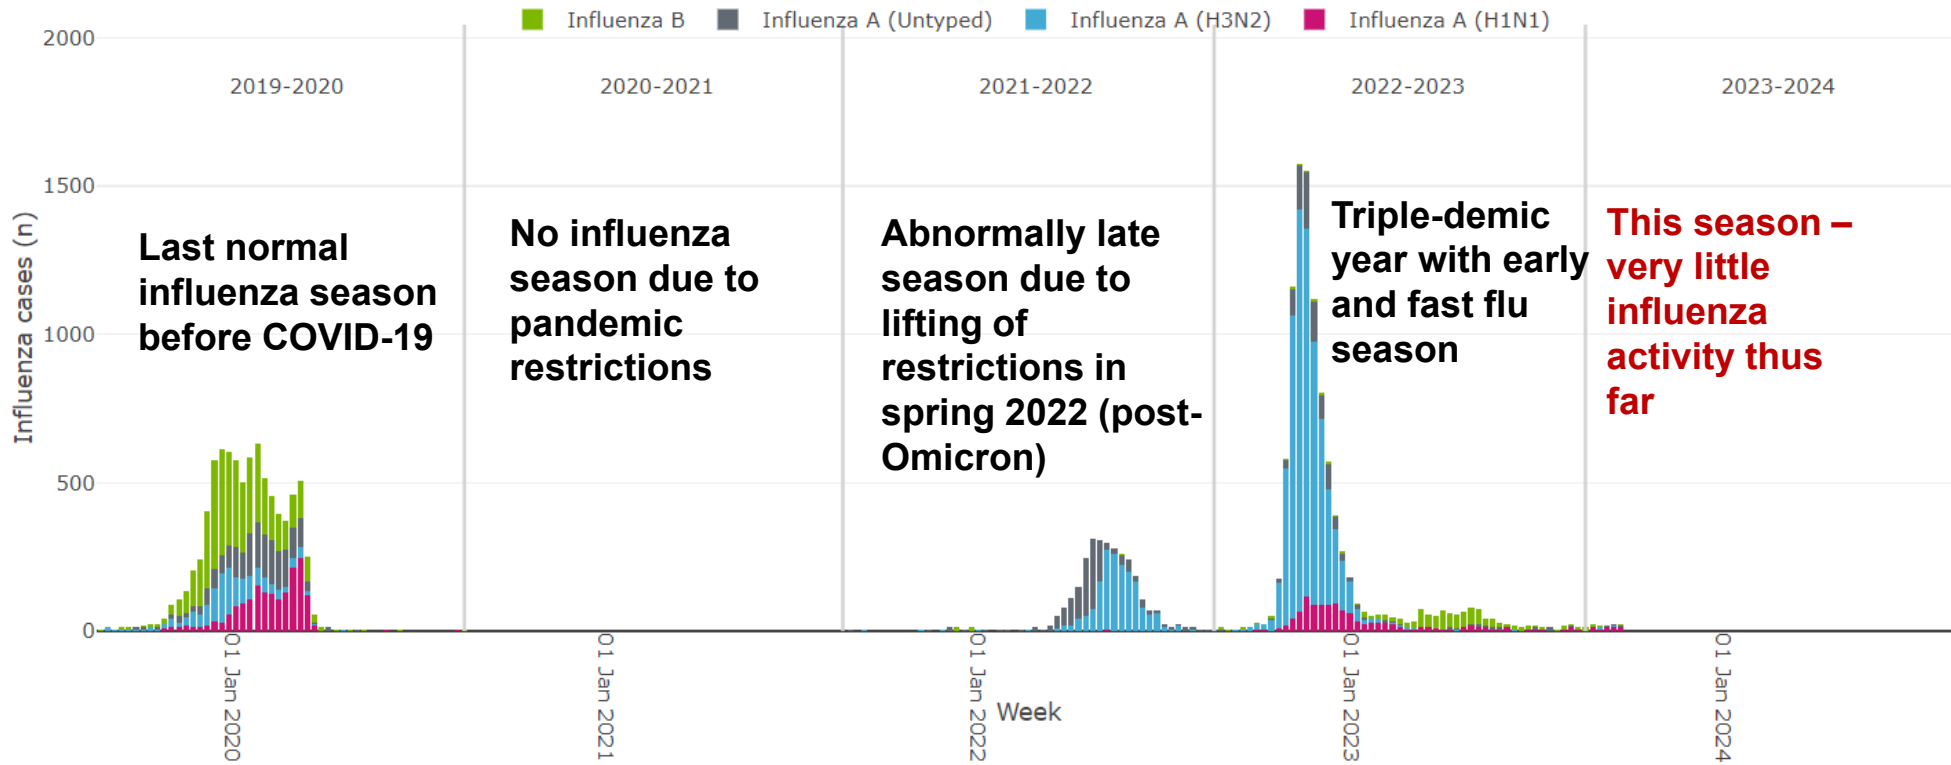 Influenza B Influenza A (Untyped) Influenza A (H3N2) Influenza A (H1N1)
2019-2020 2020-2021 2021-2022 2022-2023 2023-2024
2000
1500
1000
500
0
Influenza cases (n)
Last normal
influenza season
before COVID-19
No influenza
season due to
pandemic
restrictions
Abnormally late
season due to
lifting of
restrictions in
spring 2022 (post-
Omicron)
Triple-demic
year with early
and fast flu
season
This season –
very little
influenza
activity thus
far
01 Jan 2020
01 Jan 2021
01 Jan 2022
01 Jan 2023
01 Jan 2024
Week